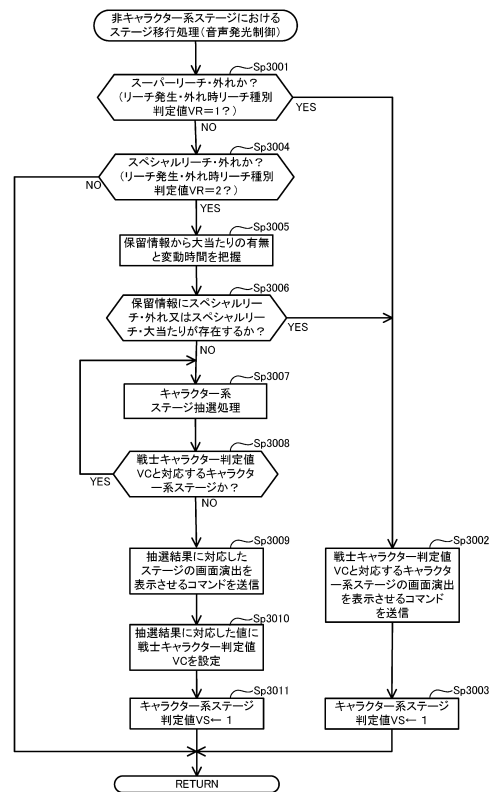 非キャラクター系ステージにおける
ステージ移行処理(音声発光制御)
Sp3001
スーパーリーチ・外れか?
(リーチ発生・外れ時リーチ種別
判定値VR=1?)
YES
NO
Sp3004
スペシャルリーチ・外れか?
(リーチ発生・外れ時リーチ種別
判定値VR=2?)
NO
YES
Sp3005
保留情報から大当たりの有無
と変動時間を把握
Sp3006
保留情報にスペシャルリー
チ・外れ又はスペシャルリー
チ・大当たりが存在するか?
YES
NO
Sp3007
キャラクター系
ステージ抽選処理
Sp3008
戦士キャラクター判定値
VCと対応するキャラクタ
ー系ステージか?
YES
NO
Sp3009
抽選結果に対応した
ステージの画面演出を
表示させるコマンドを送信
Sp3002
戦士キャラクター判定値
VCと対応するキャラクタ
ー系ステージの画面演出
を表示させるコマンド
を送信
Sp3010
抽選結果に対応した値に
戦士キャラクター判定値
VCを設定
Sp3011
キャラクター系ステージ
判定値VS← 1
Sp3003
キャラクター系ステージ
判定値VS← 1
RETURN